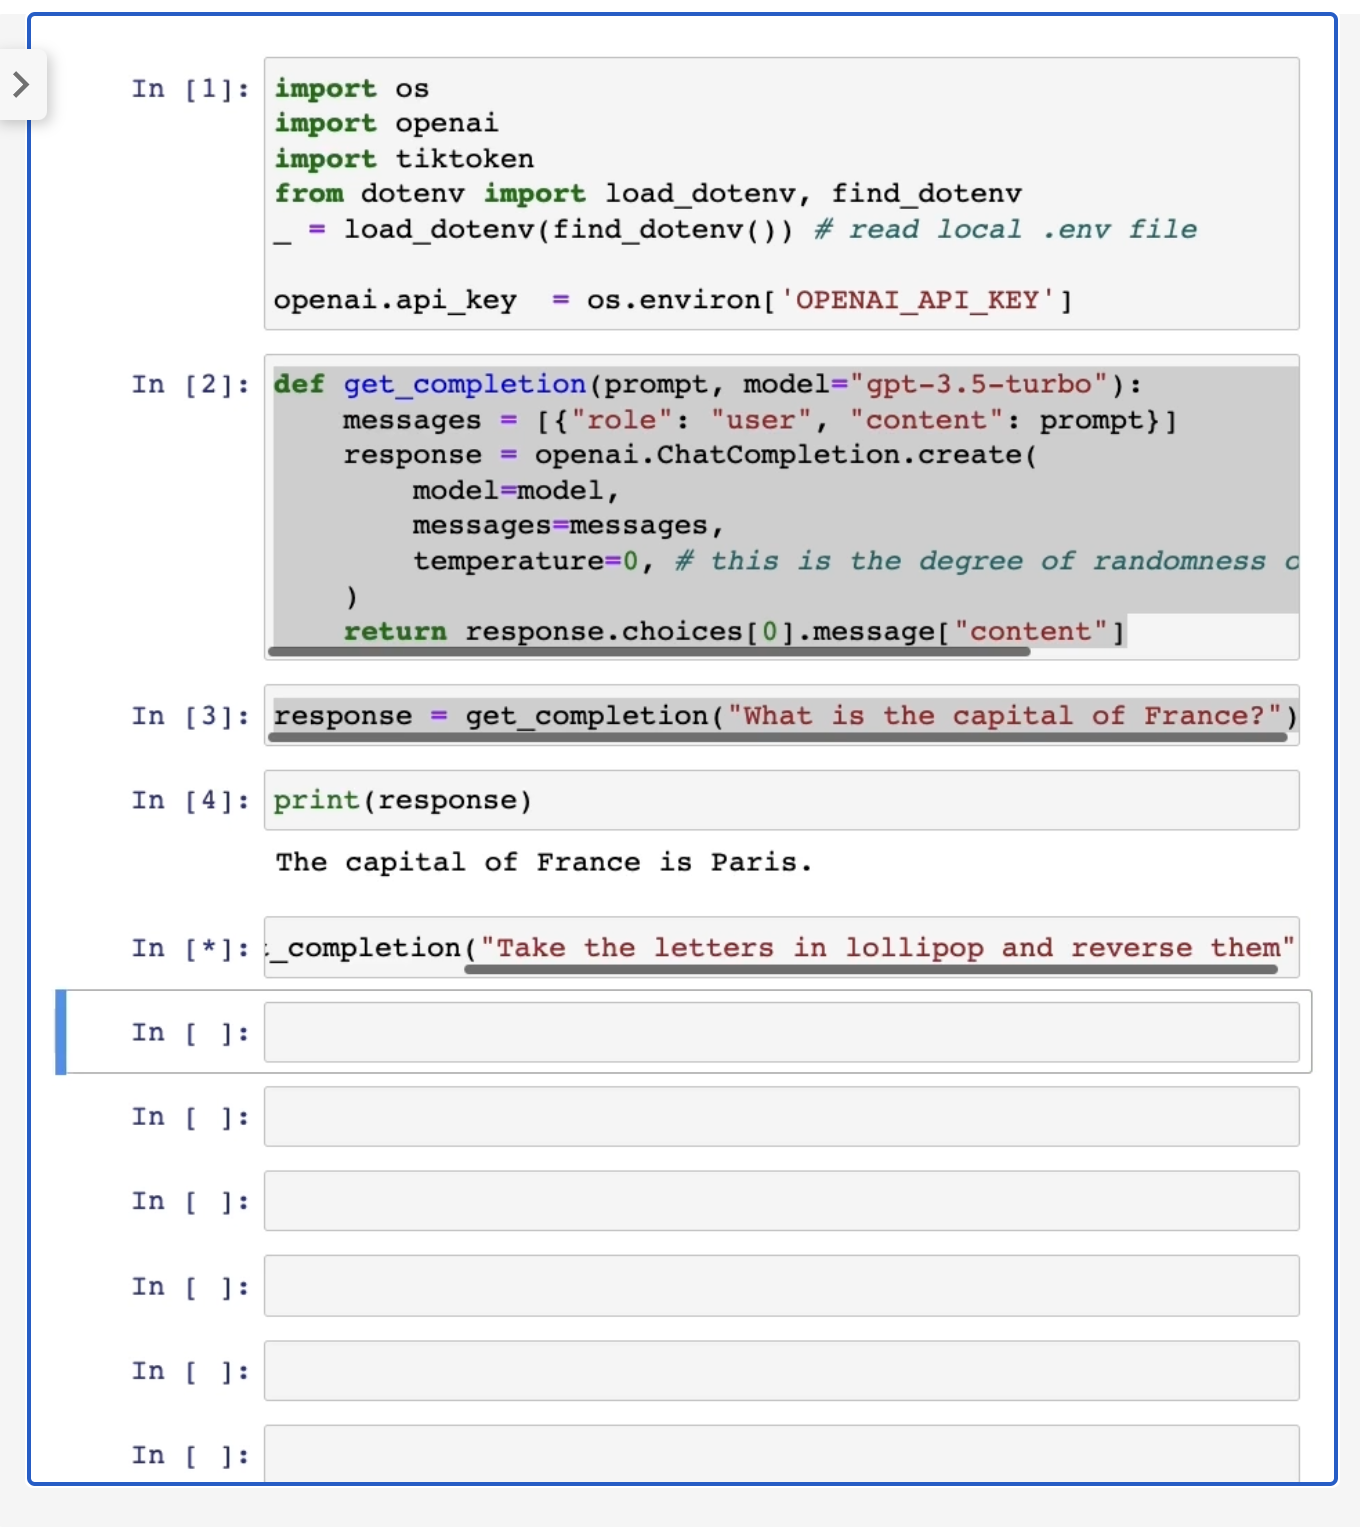 In [1]: import os
import openai
import tiktoken
from dotenv import load_dotenv, find_dotenv
_ = load_dotenv(find_dotenv()) # read local .env file
openai.api_key  = os.environ['OPENAI_API_KEY']
In [2]: def get_completion(prompt, model="gpt-3.5-turbo"):
    messages = [{"role": "user", "content": prompt}]
    response = openai.ChatCompletion.create(
        model=model,
        messages=messages,
        temperature=0, # this is the degree of randomness
    )
    return response.choices[0].message["content"]
In [3]: response = get_completion("What is the capital of France?")
In [4]: print(response)
The capital of France is Paris.
In [*]: _completion("Take the letters in lollipop and reverse them"
In [ ]:
In [ ]:
In [ ]:
In [ ]:
In [ ]:
In [ ]: